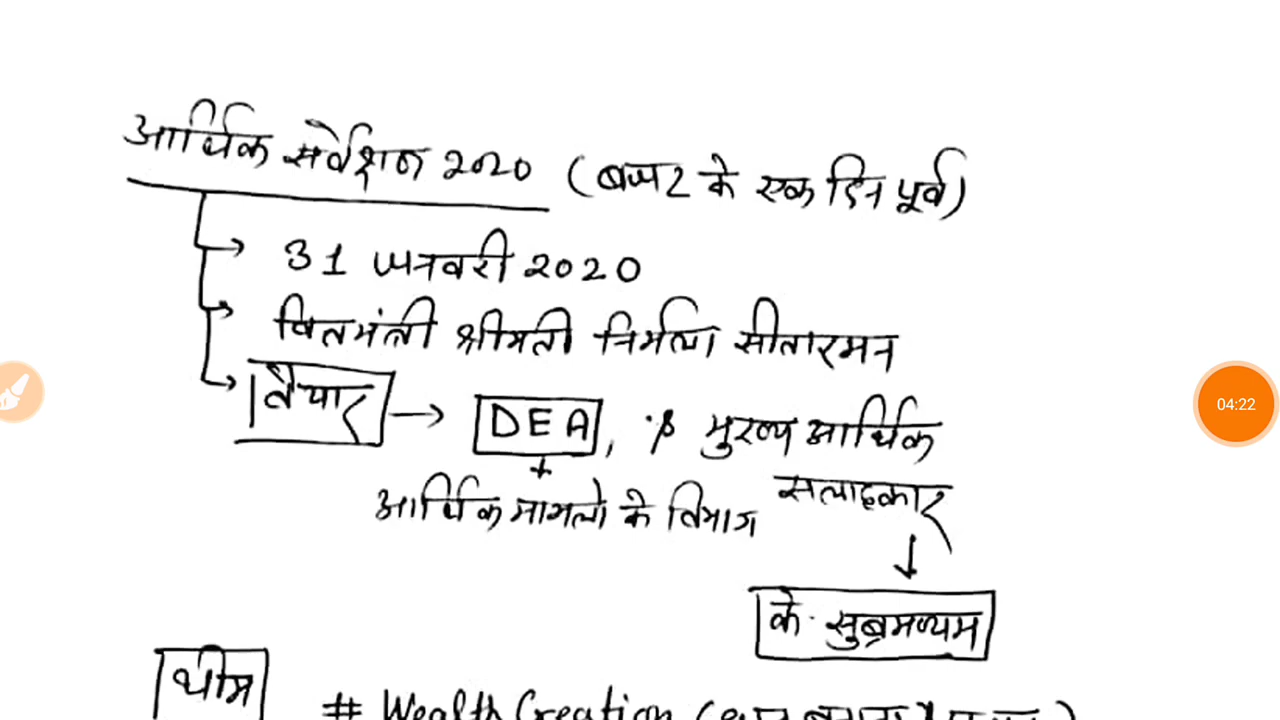 आर्थिक सर्वेक्षण 2020 (बजट के एक दिन पूर्व)
31 जनवरी 2020
वित्तमंत्री श्रीमती निर्मला सीतारमन
तैयार → DEA, मुख्य आर्थिक
आर्थिक मामलो के विभाग सलाहकार
↓
के. सुब्रमण्यम
थीम
# Wealth Creation (
04:22